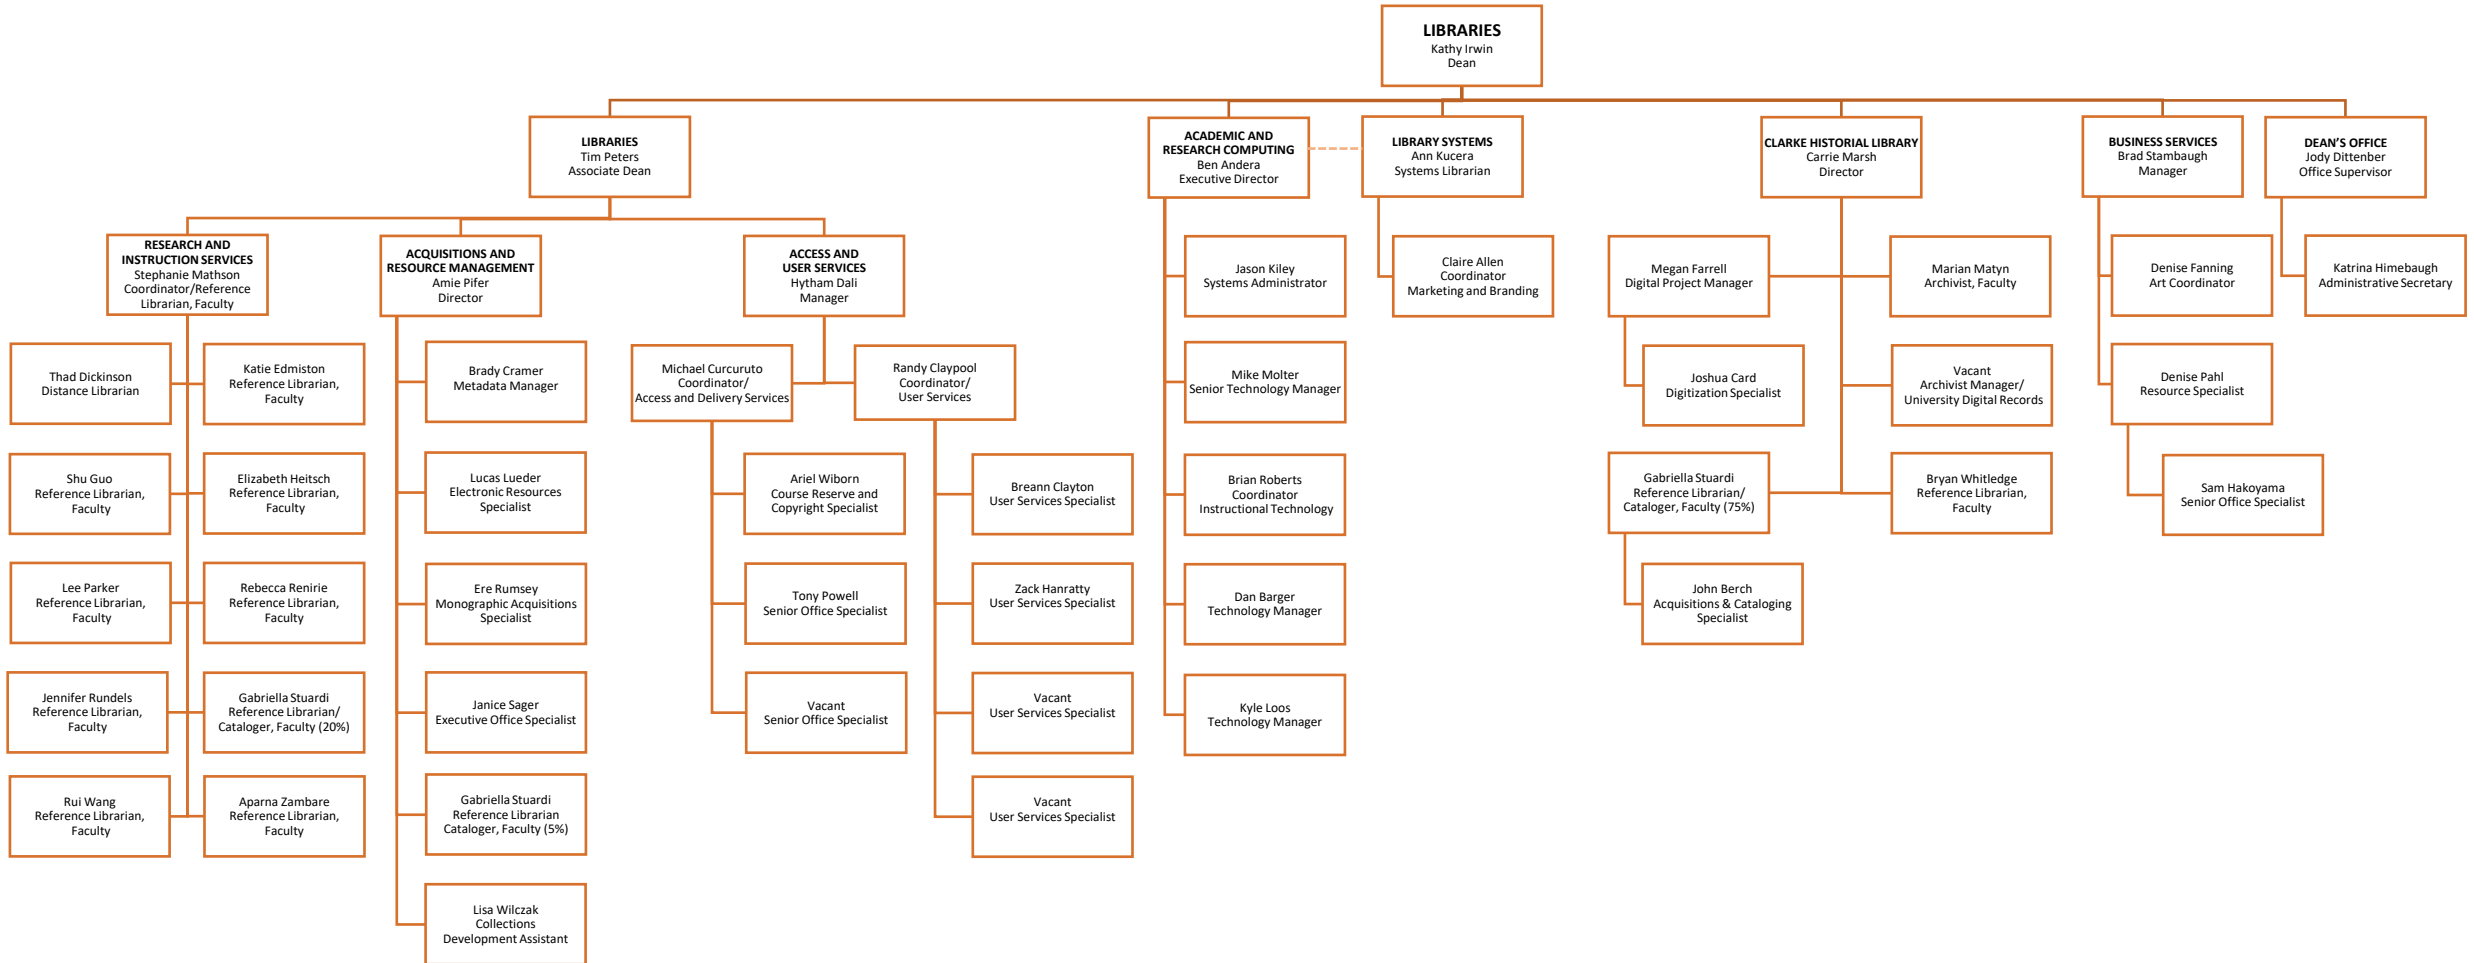 LIBRARIES
Kathy Irwin
Dean
LIBRARIES
Tim Peters
Associate Dean
ACADEMIC AND
RESEARCH COMPUTING
Ben Andera
Executive Director
LIBRARY SYSTEMS
Ann Kucera
Systems Librarian
CLARKE HISTORIAL LIBRARY
Carrie Marsh
Director
BUSINESS SERVICES
Brad Stambaugh
Manager
DEAN'S OFFICE
Jody Dittenber
Office Supervisor
RESEARCH AND
INSTRUCTION SERVICES
Stephanie Mathson
Coordinator/Reference
Librarian, Faculty
ACQUISITIONS AND
RESOURCE MANAGEMENT
Amie Pifer
Director
ACCESS AND
USER SERVICES
Hytham Dali
Manager
Thad Dickinson
Distance Librarian
Katie Edmiston
Reference Librarian,
Faculty
Shu Guo
Reference Librarian,
Faculty
Elizabeth Heitsch
Reference Librarian,
Faculty
Lee Parker
Reference Librarian,
Faculty
Rebecca Renirie
Reference Librarian,
Faculty
Jennifer Rundels
Reference Librarian,
Faculty
Gabriella Stuardi
Reference Librarian/
Cataloger, Faculty (20%)
Rui Wang
Reference Librarian,
Faculty
Aparna Zambare
Reference Librarian,
Faculty
Brady Cramer
Metadata Manager
Lucas Lueder
Electronic Resources
Specialist
Ere Rumsey
Monographic Acquisitions
Specialist
Janice Sager
Executive Office Specialist
Gabriella Stuardi
Reference Librarian
Cataloger, Faculty (5%)
Lisa Wilczak
Collections
Development Assistant
Michael Curcuruto
Coordinator/
Access and Delivery Services
Randy Claypool
Coordinator/
User Services
Ariel Wiborn
Course Reserve and
Copyright Specialist
Tony Powell
Senior Office Specialist
Vacant
Senior Office Specialist
Breann Clayton
User Services Specialist
Zack Hanratty
User Services Specialist
Vacant
User Services Specialist
Vacant
User Services Specialist
Jason Kiley
Systems Administrator
Mike Molter
Senior Technology Manager
Brian Roberts
Coordinator
Instructional Technology
Dan Barger
Technology Manager
Kyle Loos
Technology Manager
Claire Allen
Coordinator
Marketing and Branding
Megan Farrell
Digital Project Manager
Marian Matyn
Archivist, Faculty
Joshua Card
Digitization Specialist
Vacant
Archivist Manager/
University Digital Records
Gabriella Stuardi
Reference Librarian/
Cataloger, Faculty (75%)
Bryan Whitledge
Reference Librarian,
Faculty
John Berch
Acquisitions & Cataloging
Specialist
Denise Fanning
Art Coordinator
Denise Pahl
Resource Specialist
Sam Hakoyama
Senior Office Specialist
Katrina Himebaugh
Administrative Secretary